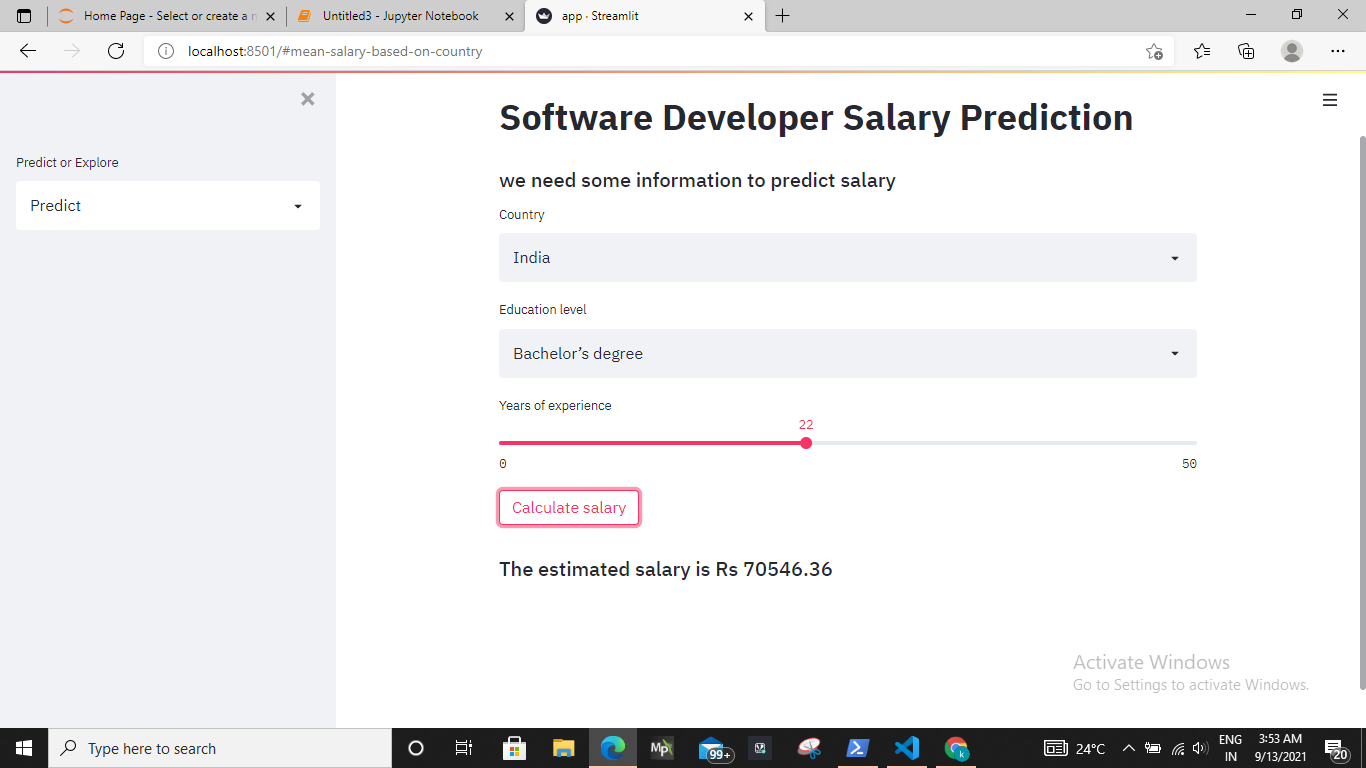 Home Page - Select or create a n
Untitled3 - Jupyter Notebook
app · Streamlit
localhost:8501/#mean-salary-based-on-country
Predict or Explore
Predict
Software Developer Salary Prediction
we need some information to predict salary
Country
India
Education level
Bachelor’s degree
Years of experience
22
0 50
Calculate salary
The estimated salary is Rs 70546.36
Activate Windows
Go to Settings to activate Windows.
Type here to search
Mp
99+
k
24°C
ENG
IN
3:53 AM
9/13/2021
20